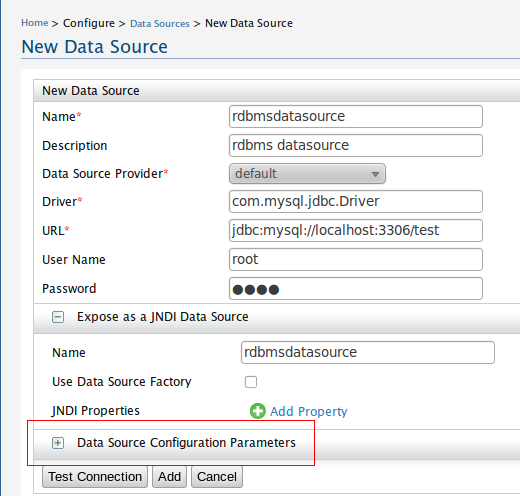 Home > Configure > Data Sources > New Data Source
New Data Source
New Data Source
Name* rdbmsdatasource
Description rdbms datasource
Data Source Provider* default
Driver* com.mysql.jdbc.Driver
URL* jdbc:mysql://localhost:3306/test
User Name root
Password ●●●●
Expose as a JNDI Data Source
Name rdbmsdatasource
Use Data Source Factory
JNDI Properties Add Property
Data Source Configuration Parameters
Test Connection Add Cancel